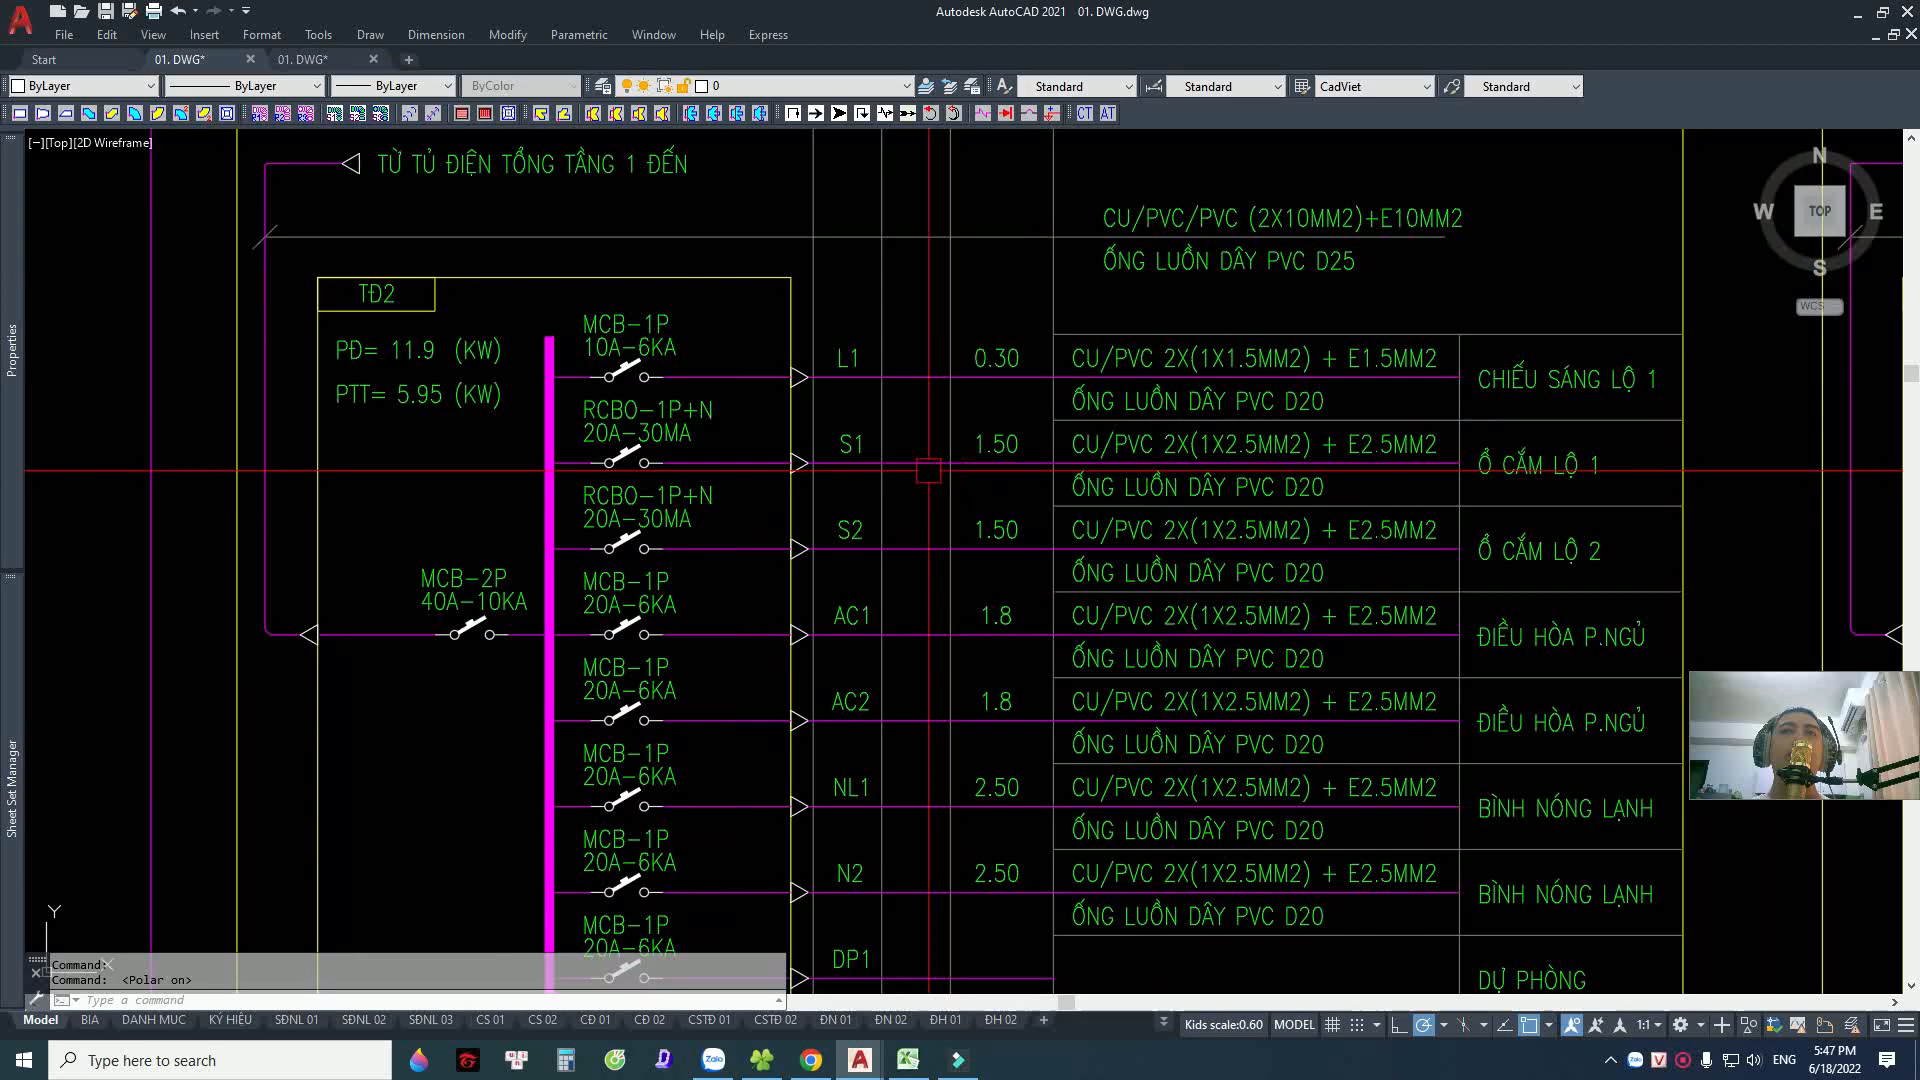 Autodesk AutoCAD 2021 01. DWG.dwg
File Edit View Insert Format Tools Draw Dimension Modify Parametric Window Help Express
Start 01. DWG* 01. DWG*
ByLayer ByLayer ByLayer ByColor 0 Standard Standard CadViet Standard
CT AT
[−][Top][2D Wireframe]
TỪ TỦ ĐIỆN TỔNG TẦNG 1 ĐẾN
CU/PVC/PVC (2X10MM2)+E10MM2
ỐNG LUỒN DÂY PVC D25
N
W TOP E
S
WCS
TĐ2
PĐ= 11.9 (KW)
PTT= 5.95 (KW)
MCB-2P
40A-10KA
MCB-1P
10A-6KA
L1 0.30 CU/PVC 2X(1X1.5MM2) + E1.5MM2
ỐNG LUỒN DÂY PVC D20
CHIẾU SÁNG LỘ 1
RCBO-1P+N
20A-30MA
S1 1.50 CU/PVC 2X(1X2.5MM2) + E2.5MM2
ỐNG LUỒN DÂY PVC D20
Ổ CẮM LỘ 1
RCBO-1P+N
20A-30MA
S2 1.50 CU/PVC 2X(1X2.5MM2) + E2.5MM2
ỐNG LUỒN DÂY PVC D20
Ổ CẮM LỘ 2
MCB-1P
20A-6KA
AC1 1.8 CU/PVC 2X(1X2.5MM2) + E2.5MM2
ỐNG LUỒN DÂY PVC D20
ĐIỀU HÒA P.NGỦ
MCB-1P
20A-6KA
AC2 1.8 CU/PVC 2X(1X2.5MM2) + E2.5MM2
ỐNG LUỒN DÂY PVC D20
ĐIỀU HÒA P.NGỦ
MCB-1P
20A-6KA
NL1 2.50 CU/PVC 2X(1X2.5MM2) + E2.5MM2
ỐNG LUỒN DÂY PVC D20
BÌNH NÓNG LẠNH
MCB-1P
20A-6KA
N2 2.50 CU/PVC 2X(1X2.5MM2) + E2.5MM2
ỐNG LUỒN DÂY PVC D20
BÌNH NÓNG LẠNH
MCB-1P
20A-6KA
DP1
DỰ PHÒNG
Properties
Sheet Set Manager
Y
Command:
Command: <Polar on>
Type a command
Model BIA DANH MUC KÝ HIÊU SĐNL 01 SĐNL 02 SĐNL 03 CS 01 CS 02 CĐ 01 CĐ 02 CSTĐ 01 CSTĐ 02 ĐN 01 ĐN 02 ĐH 01 ĐH 02
Kids scale:0.60 MODEL 1:1
Type here to search
Zalo
ENG
5:47 PM
6/18/2022